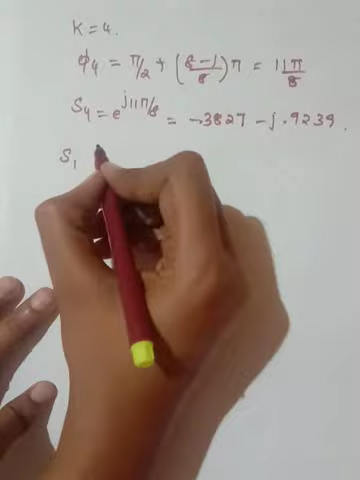 K = 4.
ϕ4 = π/2 + (8-1/8)π = 11π/8
S4 = e^j11π/8 = -.3827 - j .9239.
S1